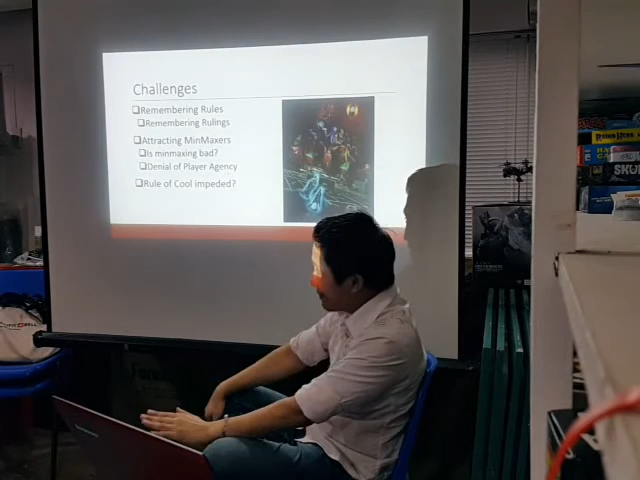 Challenges
Remembering Rules
Remembering Rulings
Attracting MinMaxers
Is minmaxing bad?
Denial of Player Agency
Rule of Cool impeded?